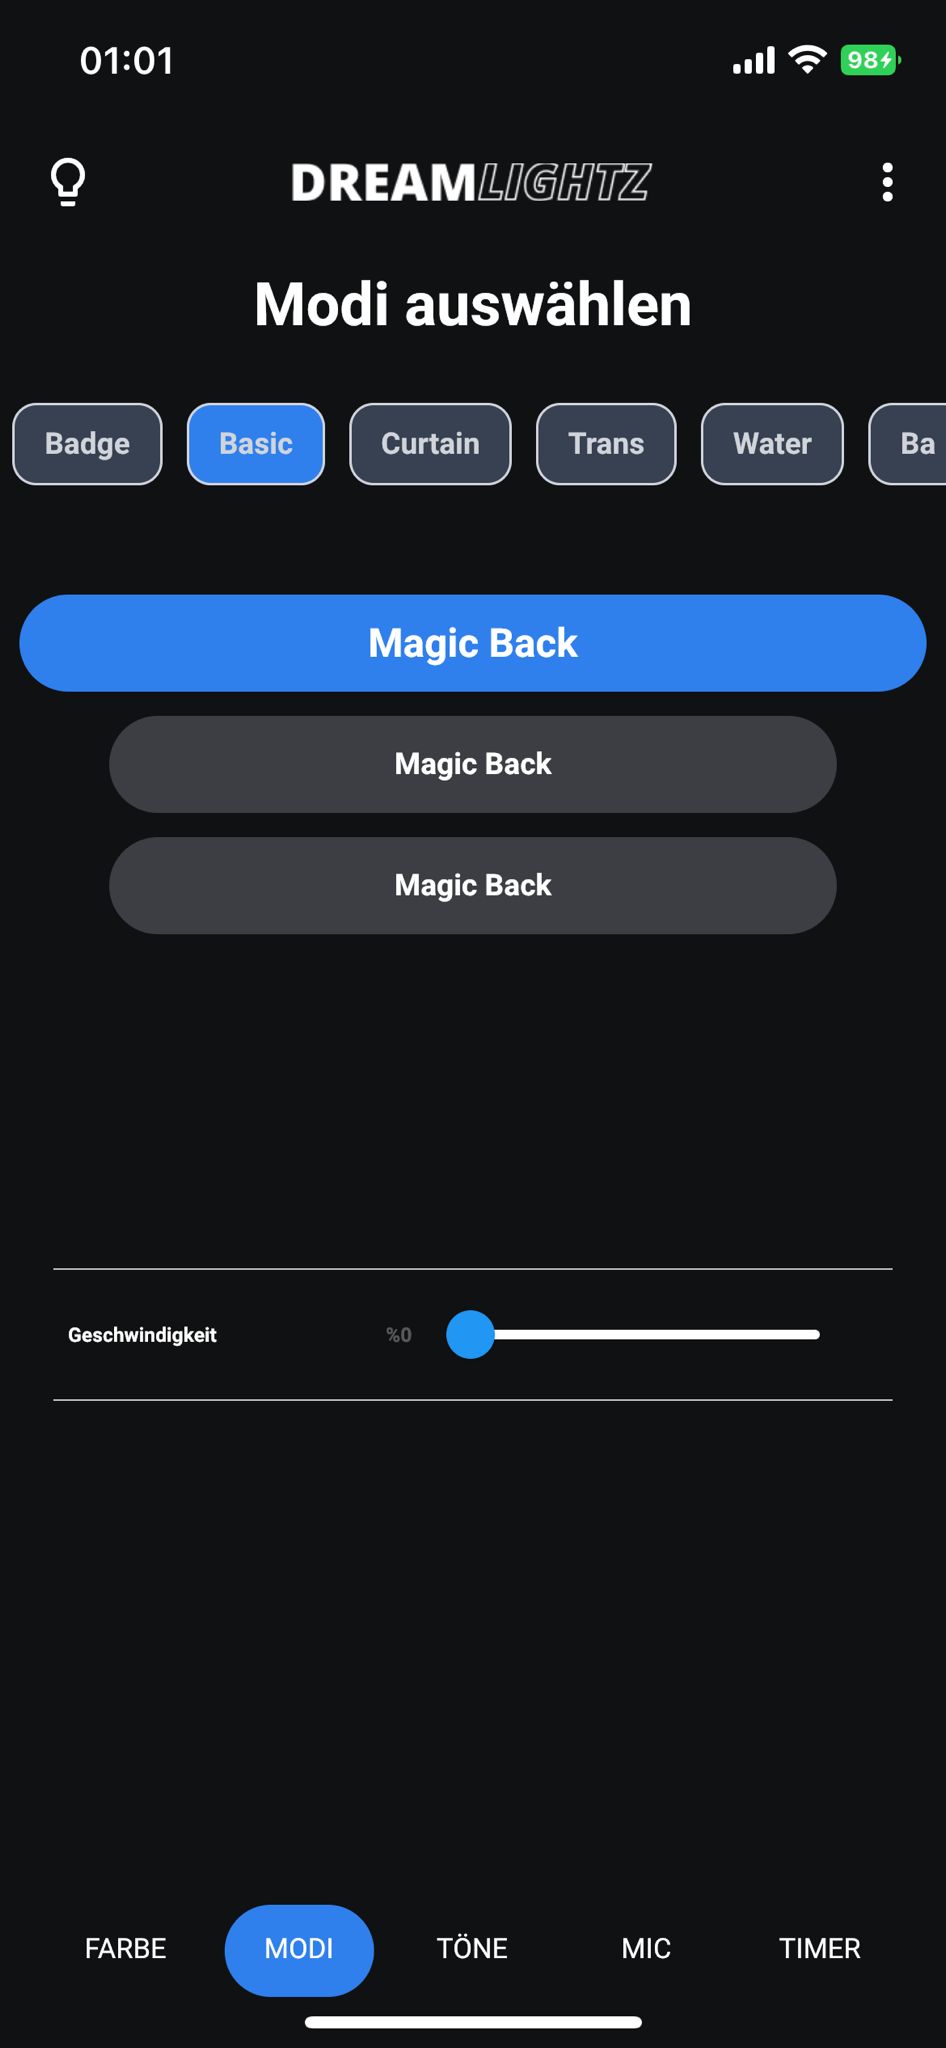 01:01
98
DREAMLIGHTZ
Modi auswählen
Badge Basic Curtain Trans Water Ba
Magic Back
Magic Back
Magic Back
Geschwindigkeit %0
FARBE MODI TÖNE MIC TIMER